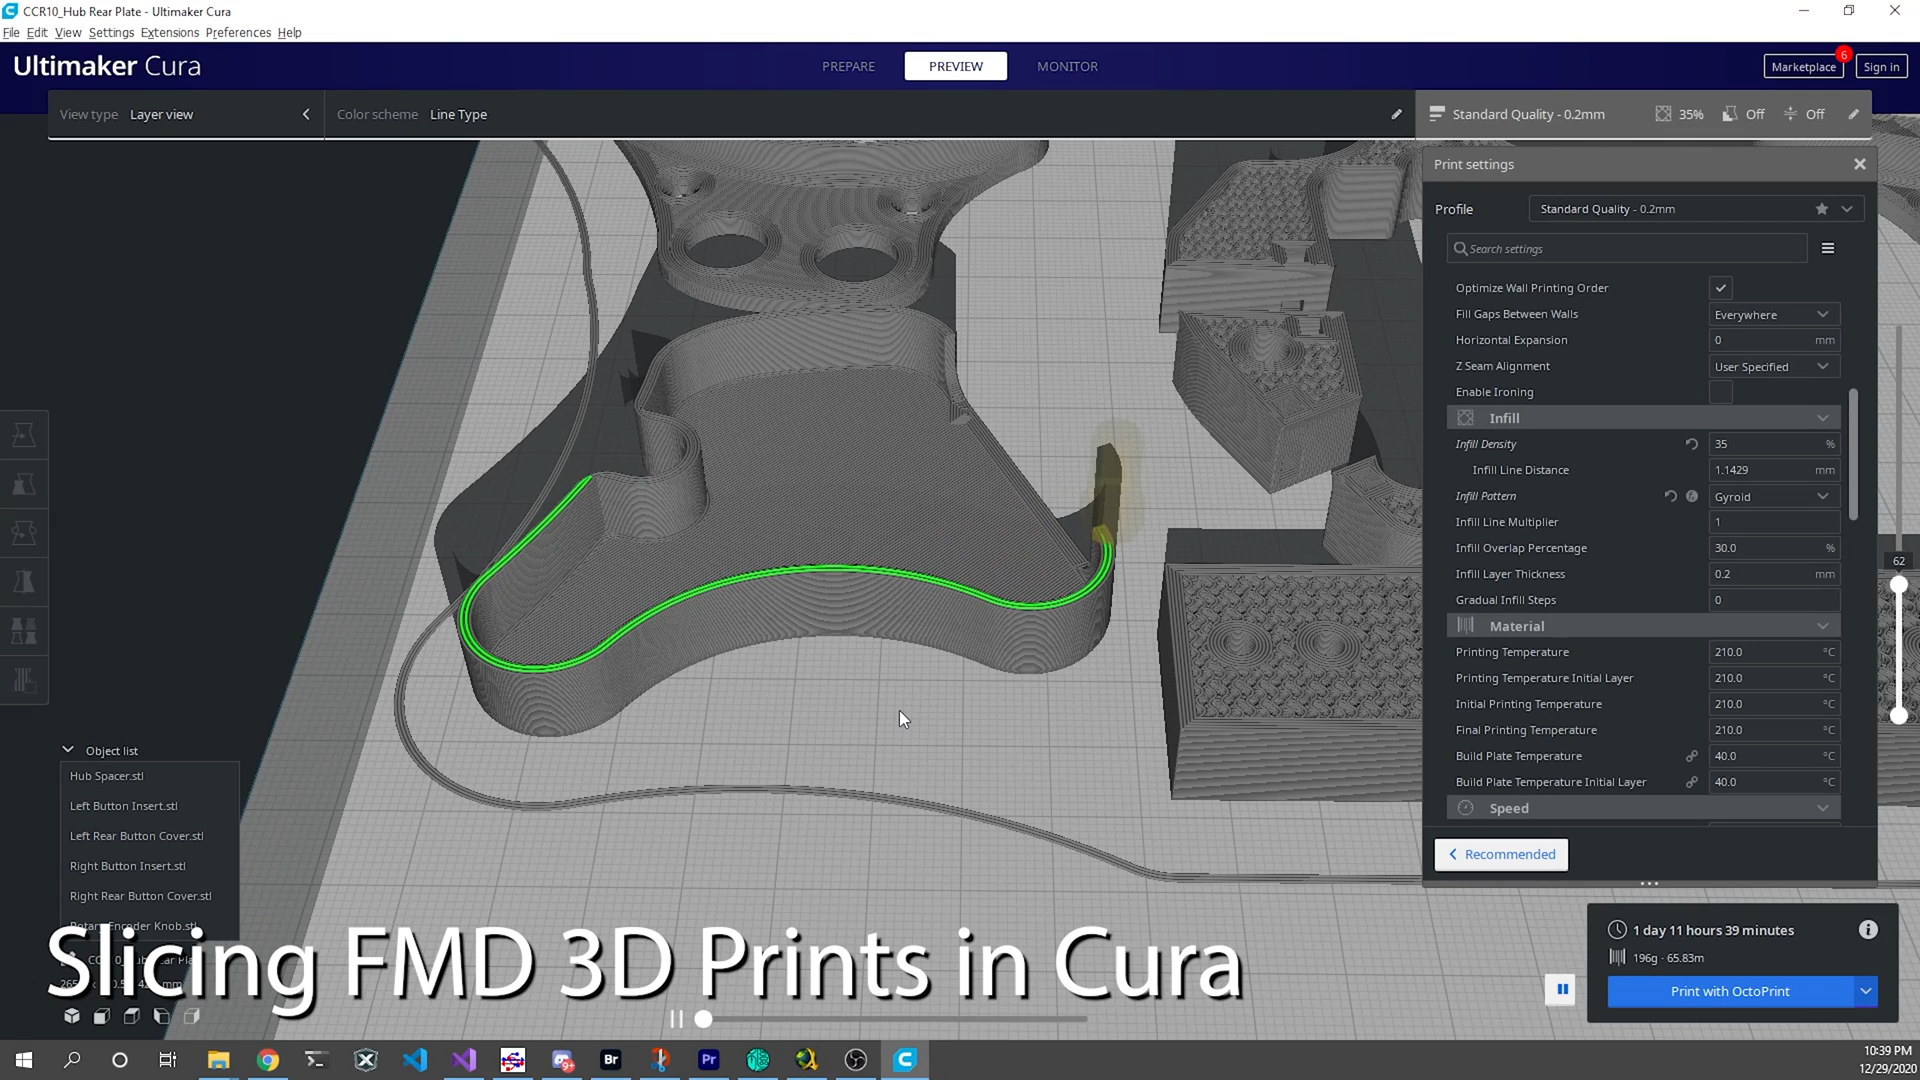 CCR10_Hub Rear Plate - Ultimaker Cura
File Edit View Settings Extensions Preferences Help
Ultimaker Cura
PREPARE
PREVIEW
MONITOR
Marketplace
6
Sign in
View type Layer view
Color scheme Line Type
Standard Quality - 0.2mm
35%
Off
Off
Print settings
Profile
Standard Quality - 0.2mm
Search settings
Optimize Wall Printing Order
Fill Gaps Between Walls Everywhere
Horizontal Expansion 0 mm
Z Seam Alignment User Specified
Enable Ironing
Infill
Infill Density 35 %
Infill Line Distance 1.1429 mm
Infill Pattern Gyroid
Infill Line Multiplier 1
Infill Overlap Percentage 30.0 %
Infill Layer Thickness 0.2 mm
Gradual Infill Steps 0
Material
Printing Temperature 210.0 °C
Printing Temperature Initial Layer 210.0 °C
Initial Printing Temperature 210.0 °C
Final Printing Temperature 210.0 °C
Build Plate Temperature 40.0 °C
Build Plate Temperature Initial Layer 40.0 °C
Speed
Recommended
62
Object list
Hub Spacer.stl
Left Button Insert.stl
Left Rear Button Cover.stl
Right Button Insert.stl
Right Rear Button Cover.stl
Rotary Encoder Knob.stl
Slicing FMD 3D Prints in Cura
1 day 11 hours 39 minutes
196g · 65.83m
Print with OctoPrint
9+
Br
Pr
10:39 PM
12/29/2020